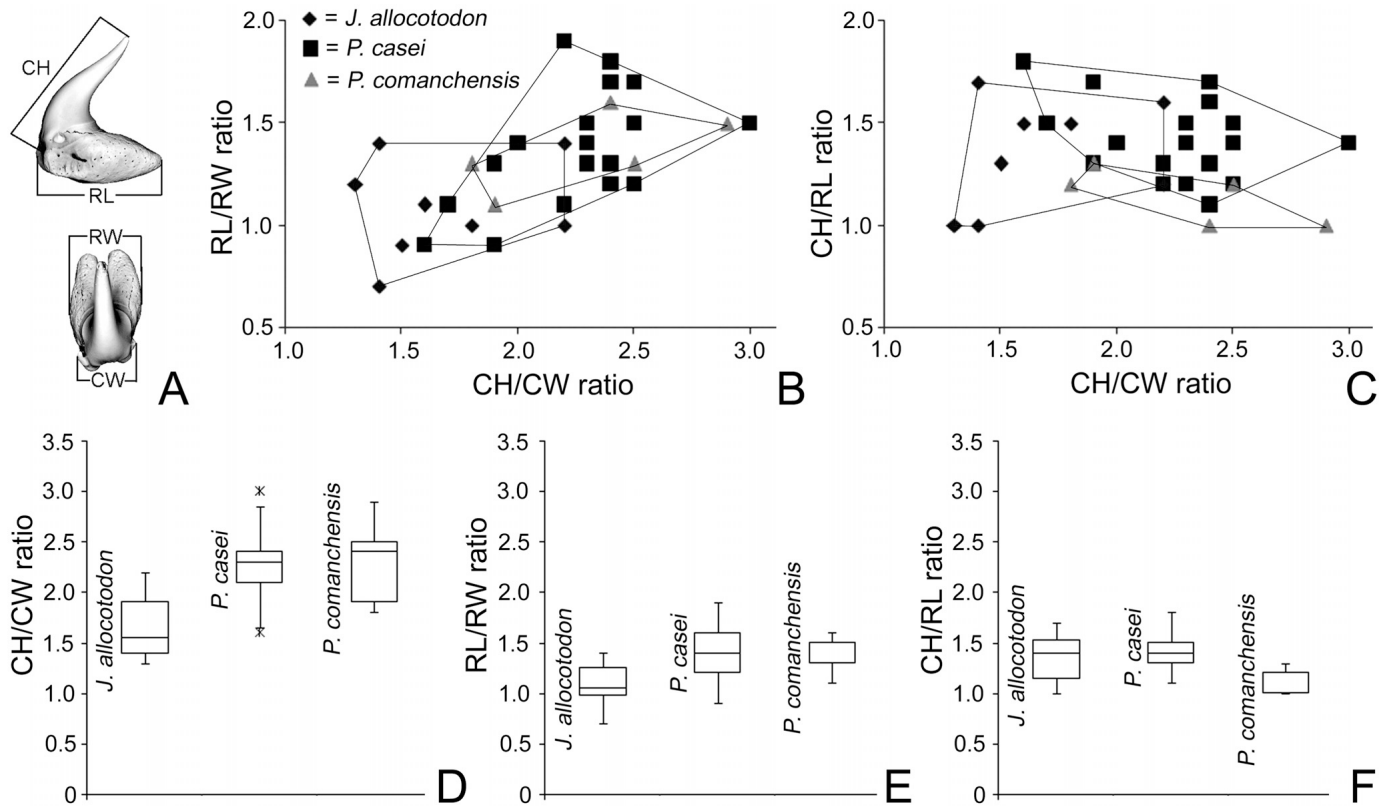 CH
RL
RW
CW
A
= J. allocotodon
= P. casei
= P. comanchensis
RL/RW ratio
2.0
1.5
1.0
0.5
1.0 1.5 2.0 2.5 3.0
CH/CW ratio
B
CH/RL ratio
2.0
1.5
1.0
0.5
1.0 1.5 2.0 2.5 3.0
CH/CW ratio
C
CH/CW ratio
3.5
3.0
2.5
2.0
1.5
1.0
0.5
0
J. allocotodon
P. casei
P. comanchensis
D
RL/RW ratio
3.5
3.0
2.5
2.0
1.5
1.0
0.5
0
J. allocotodon
P. casei
P. comanchensis
E
CH/RL ratio
3.5
3.0
2.5
2.0
1.5
1.0
0.5
0
J. allocotodon
P. casei
P. comanchensis
F